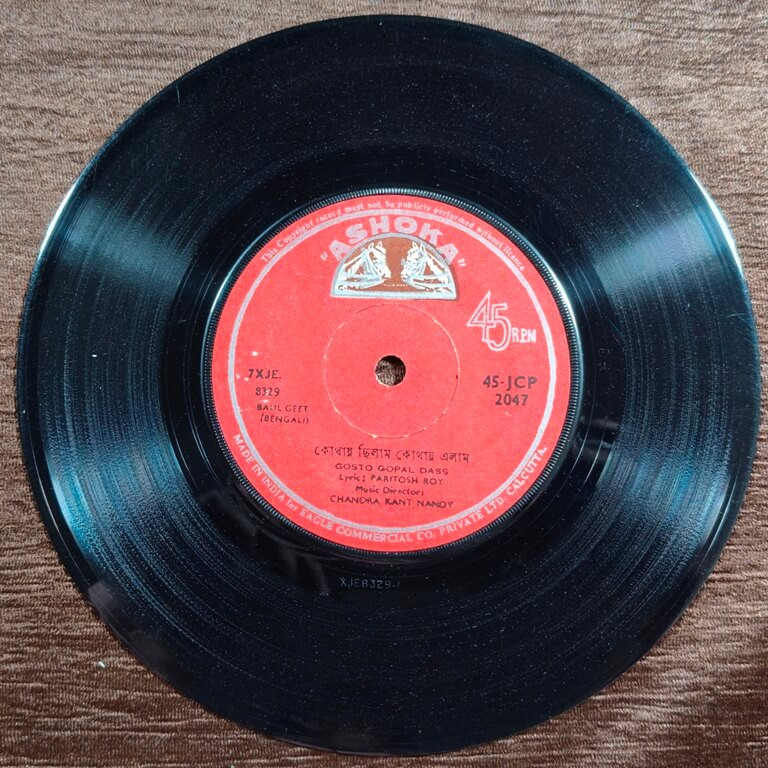 This Copyright record must not, be publicly performed without licence
"ASHOKA"
45 R.P.M
7XJE.
8329
BAUL GEET
(BENGALI)
45-JCP
2047
কোথায় ছিলাম কোথায় এলাম
GOSTO GOPAL DASS
Lyric; PARITOSH ROY
Music Director;
CHANDRA KANT NANDY
MADE IN INDIA for EAGLE COMMERCIAL CO. PRIVATE LTD. CALCUTTA.
XJE8329-1